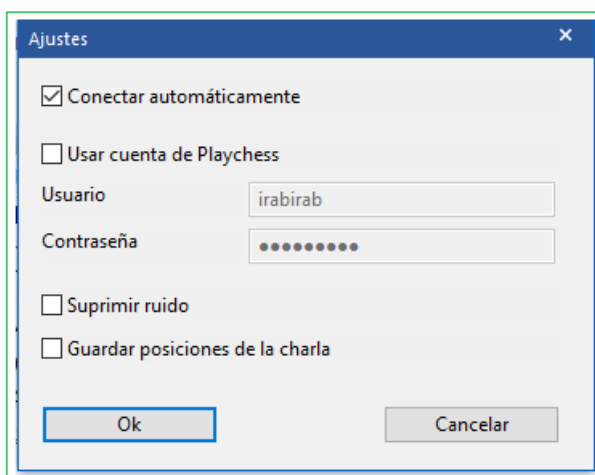 Ajustes
Conectar automáticamente
Usar cuenta de Playchess
Usuario irabirab
Contraseña ●●●●●●●●●
Suprimir ruido
Guardar posiciones de la charla
Ok Cancelar